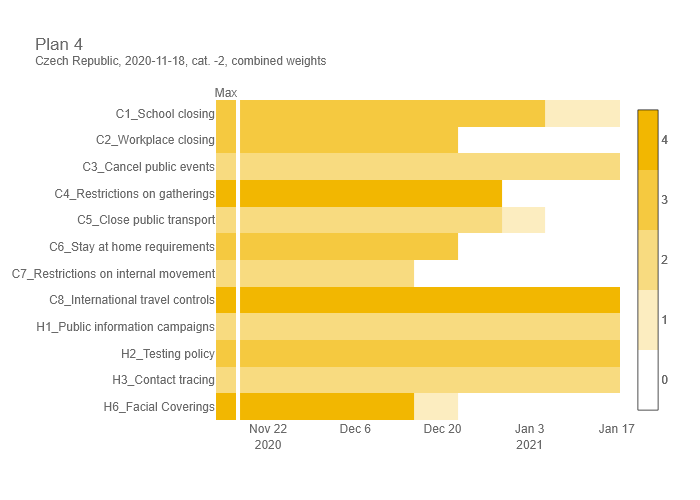 Plan 4
Czech Republic, 2020-11-18, cat. -2, combined weights
Max
C1_School closing
C2_Workplace closing
C3_Cancel public events
C4_Restrictions on gatherings
C5_Close public transport
C6_Stay at home requirements
C7_Restrictions on internal movement
C8_International travel controls
H1_Public information campaigns
H2_Testing policy
H3_Contact tracing
H6_Facial Coverings
4
3
2
1
0
Nov 22 Dec 6 Dec 20 Jan 3 Jan 17
2020 2021